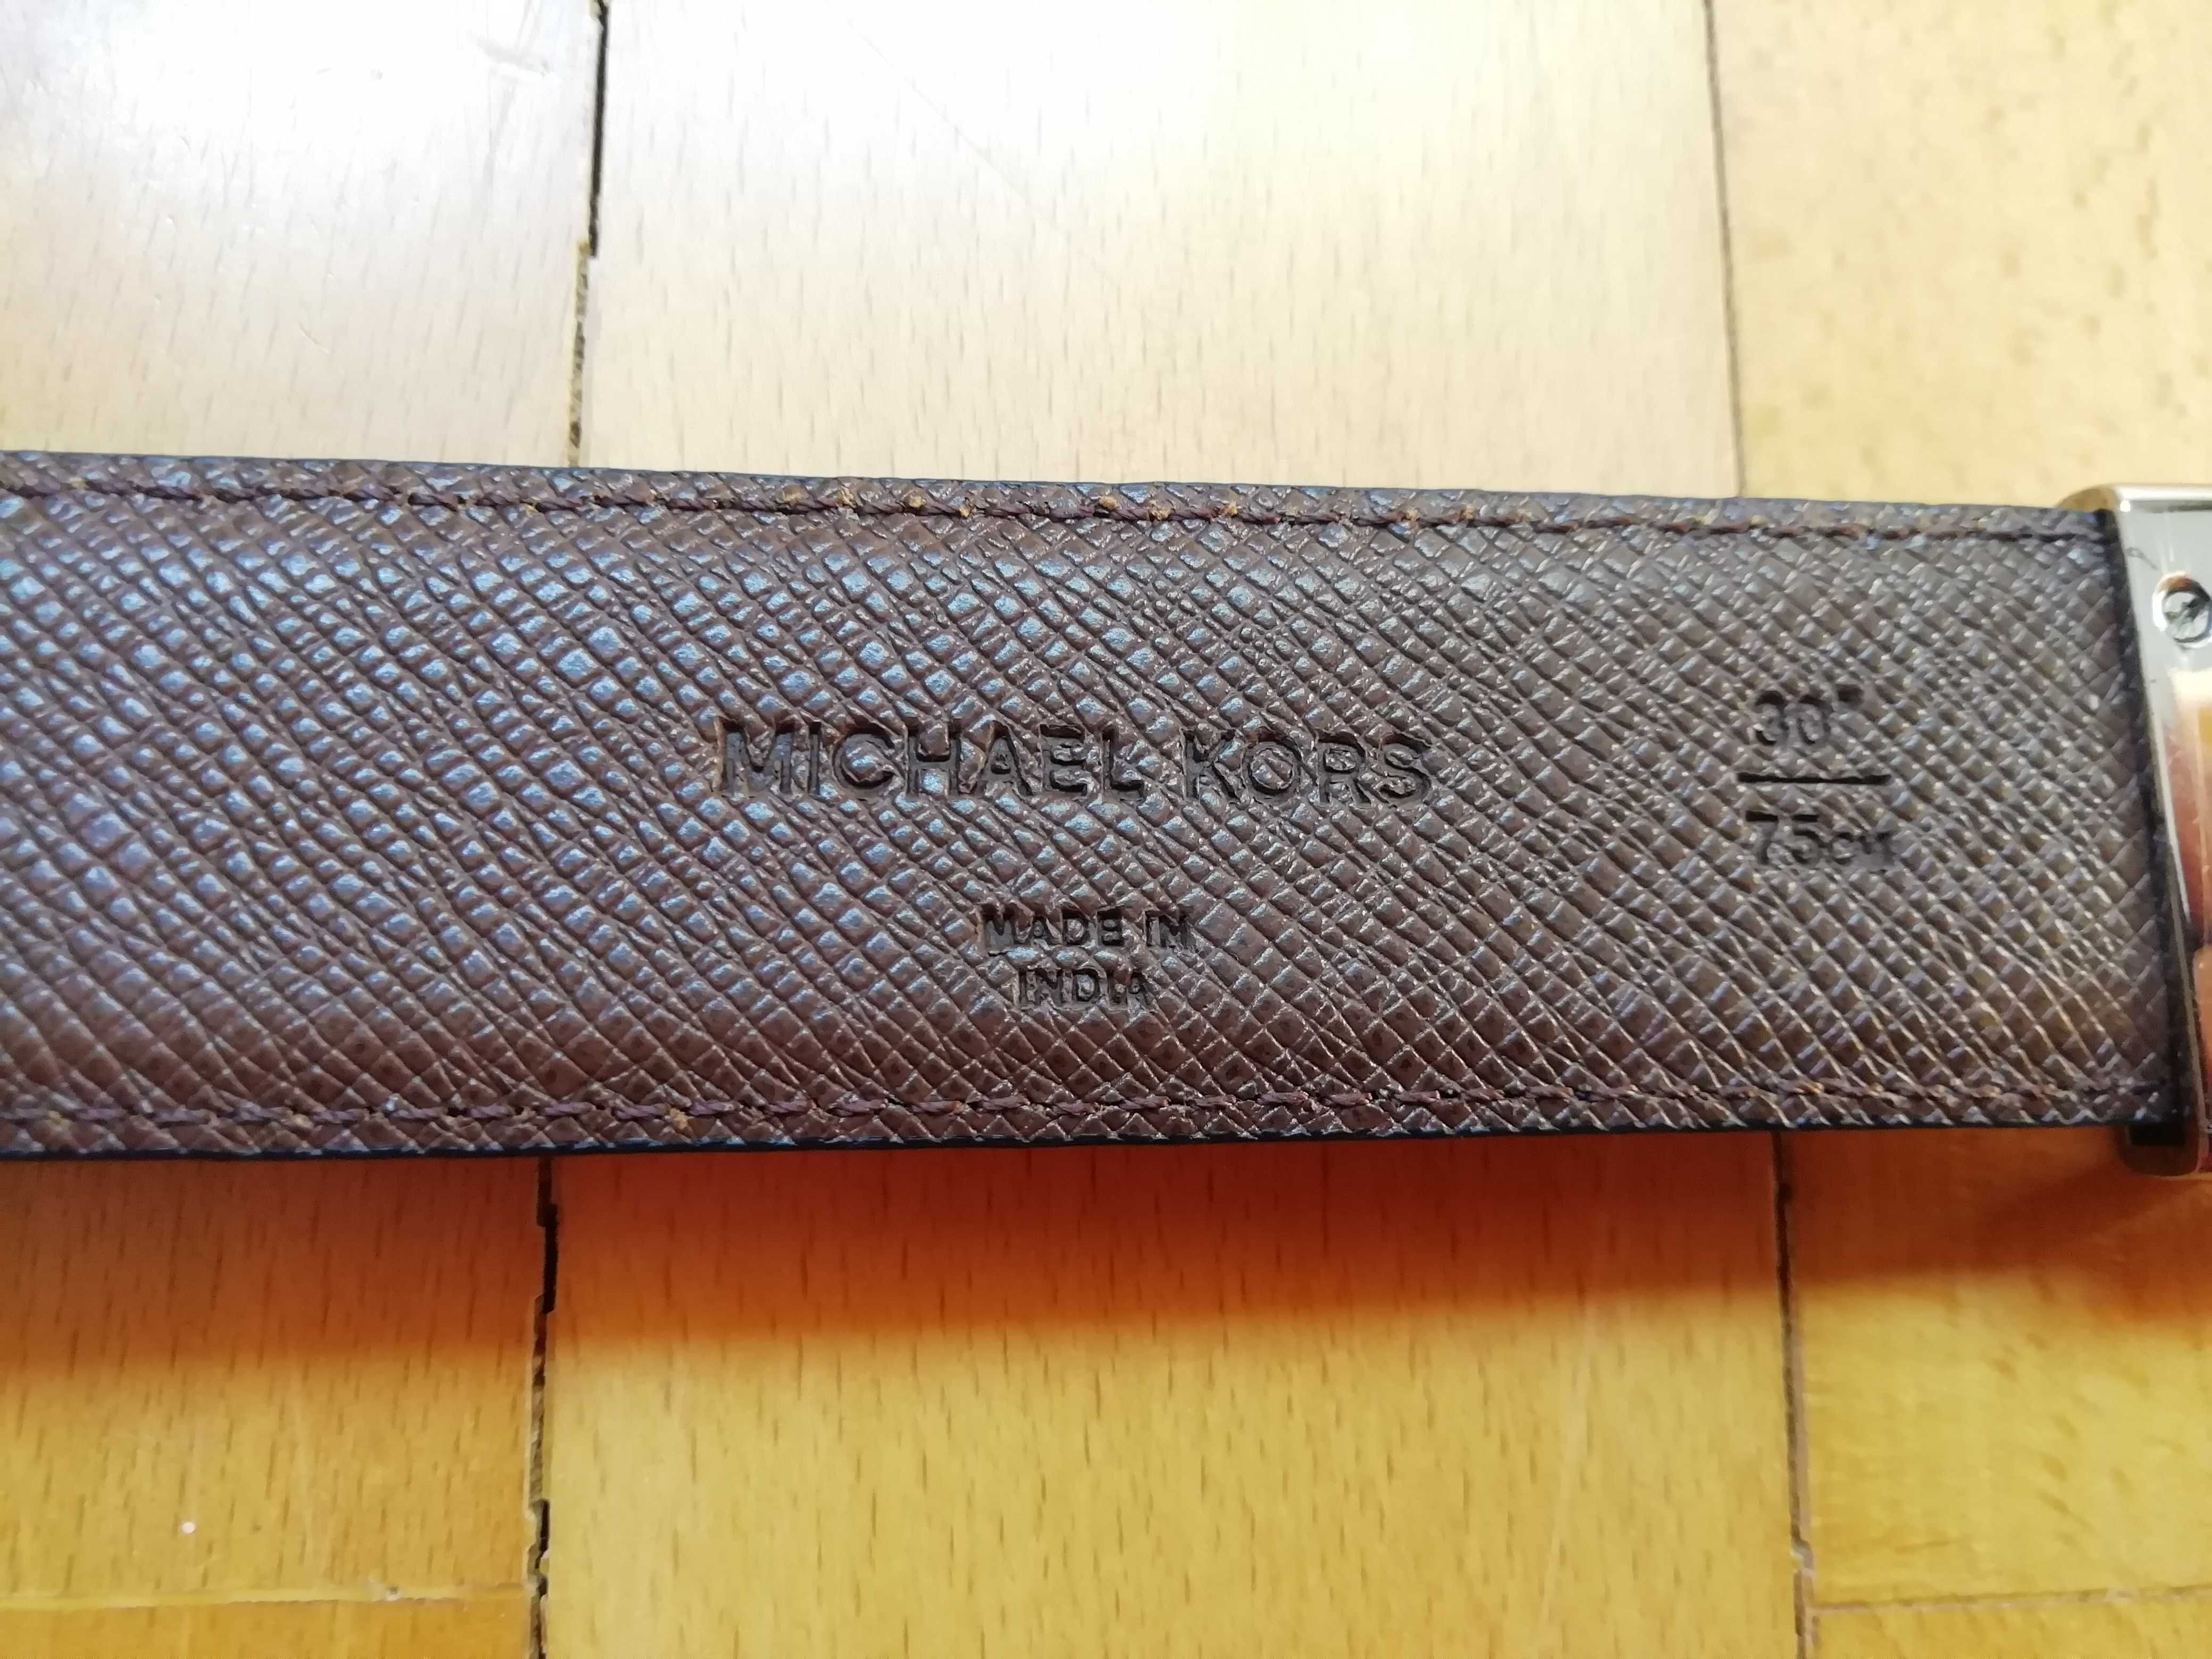 MICHAEL KORS
MADE IN
INDIA
30"
75cm